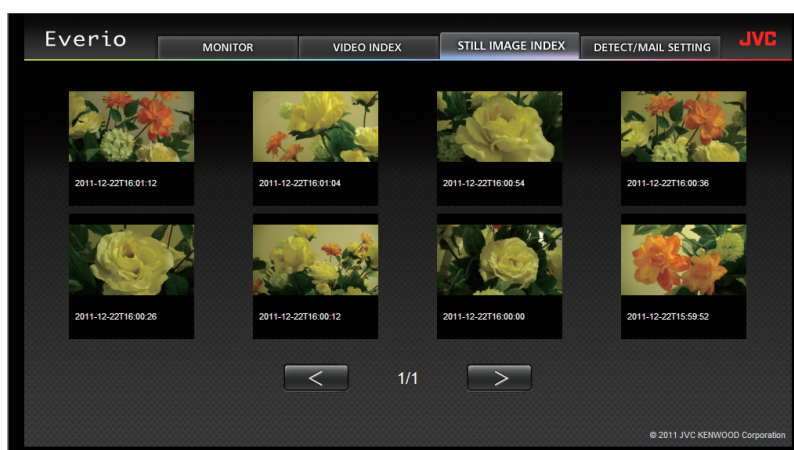 Everio
MONITOR
VIDEO INDEX
STILL IMAGE INDEX
DETECT/MAIL SETTING
JVC
2011-12-22T16:01:12
2011-12-22T16:01:04
2011-12-22T16:00:54
2011-12-22T16:00:36
2011-12-22T16:00:26
2011-12-22T16:00:12
2011-12-22T16:00:00
2011-12-22T15:59:52
<
1/1
>
© 2011 JVC KENWOOD Corporation